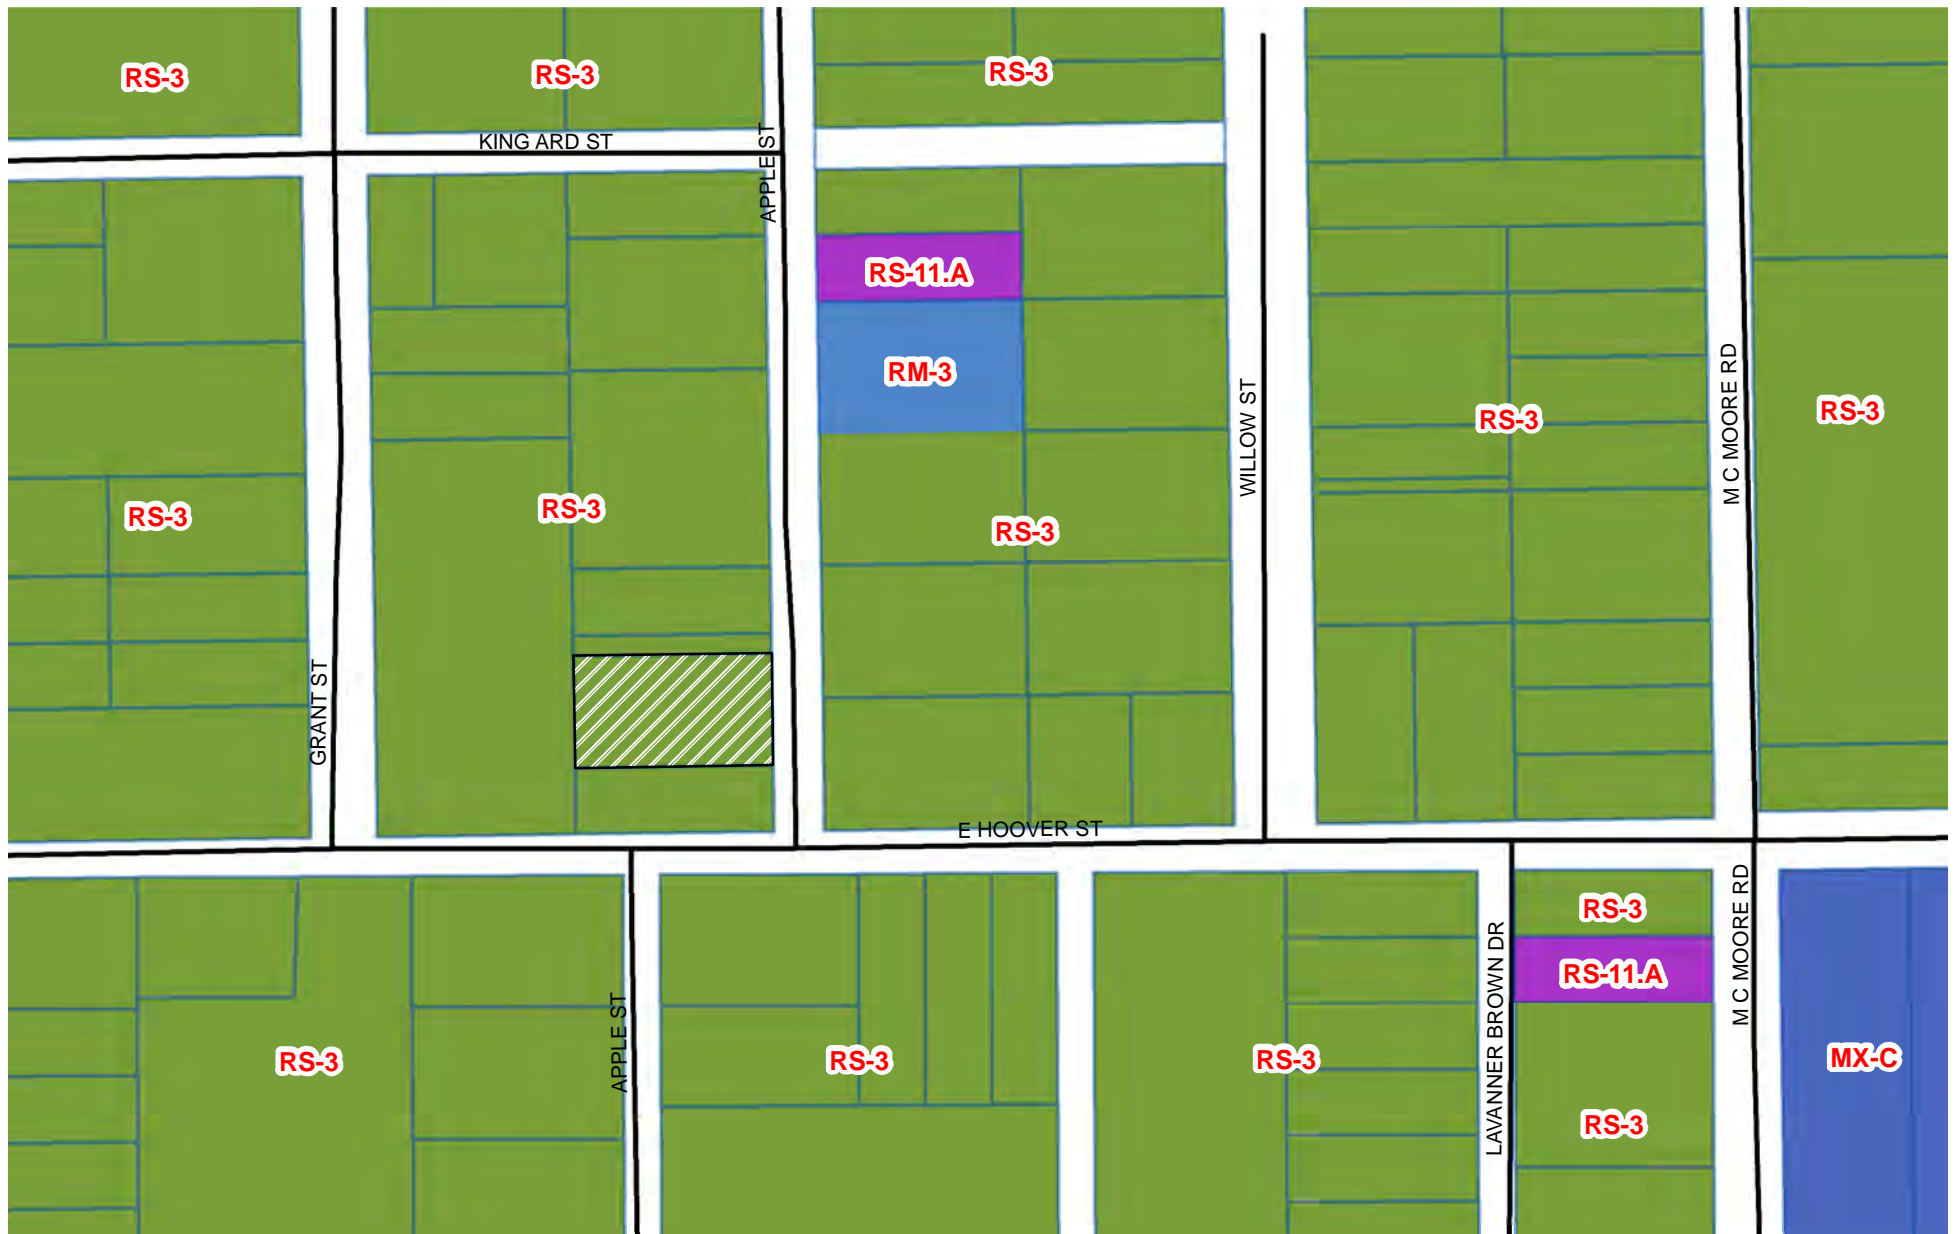 RS-3
RS-3
RS-3
KING ARD ST
APPLE ST
RS-11.A
RM-3
WILLOW ST
M C MOORE RD
RS-3
RS-3
RS-3
RS-3
RS-3
GRANT ST
E HOOVER ST
RS-3
RS-11.A
M C MOORE RD
LAVANNER BROWN DR
APPLE ST
RS-3
RS-3
RS-3
MX-C
RS-3